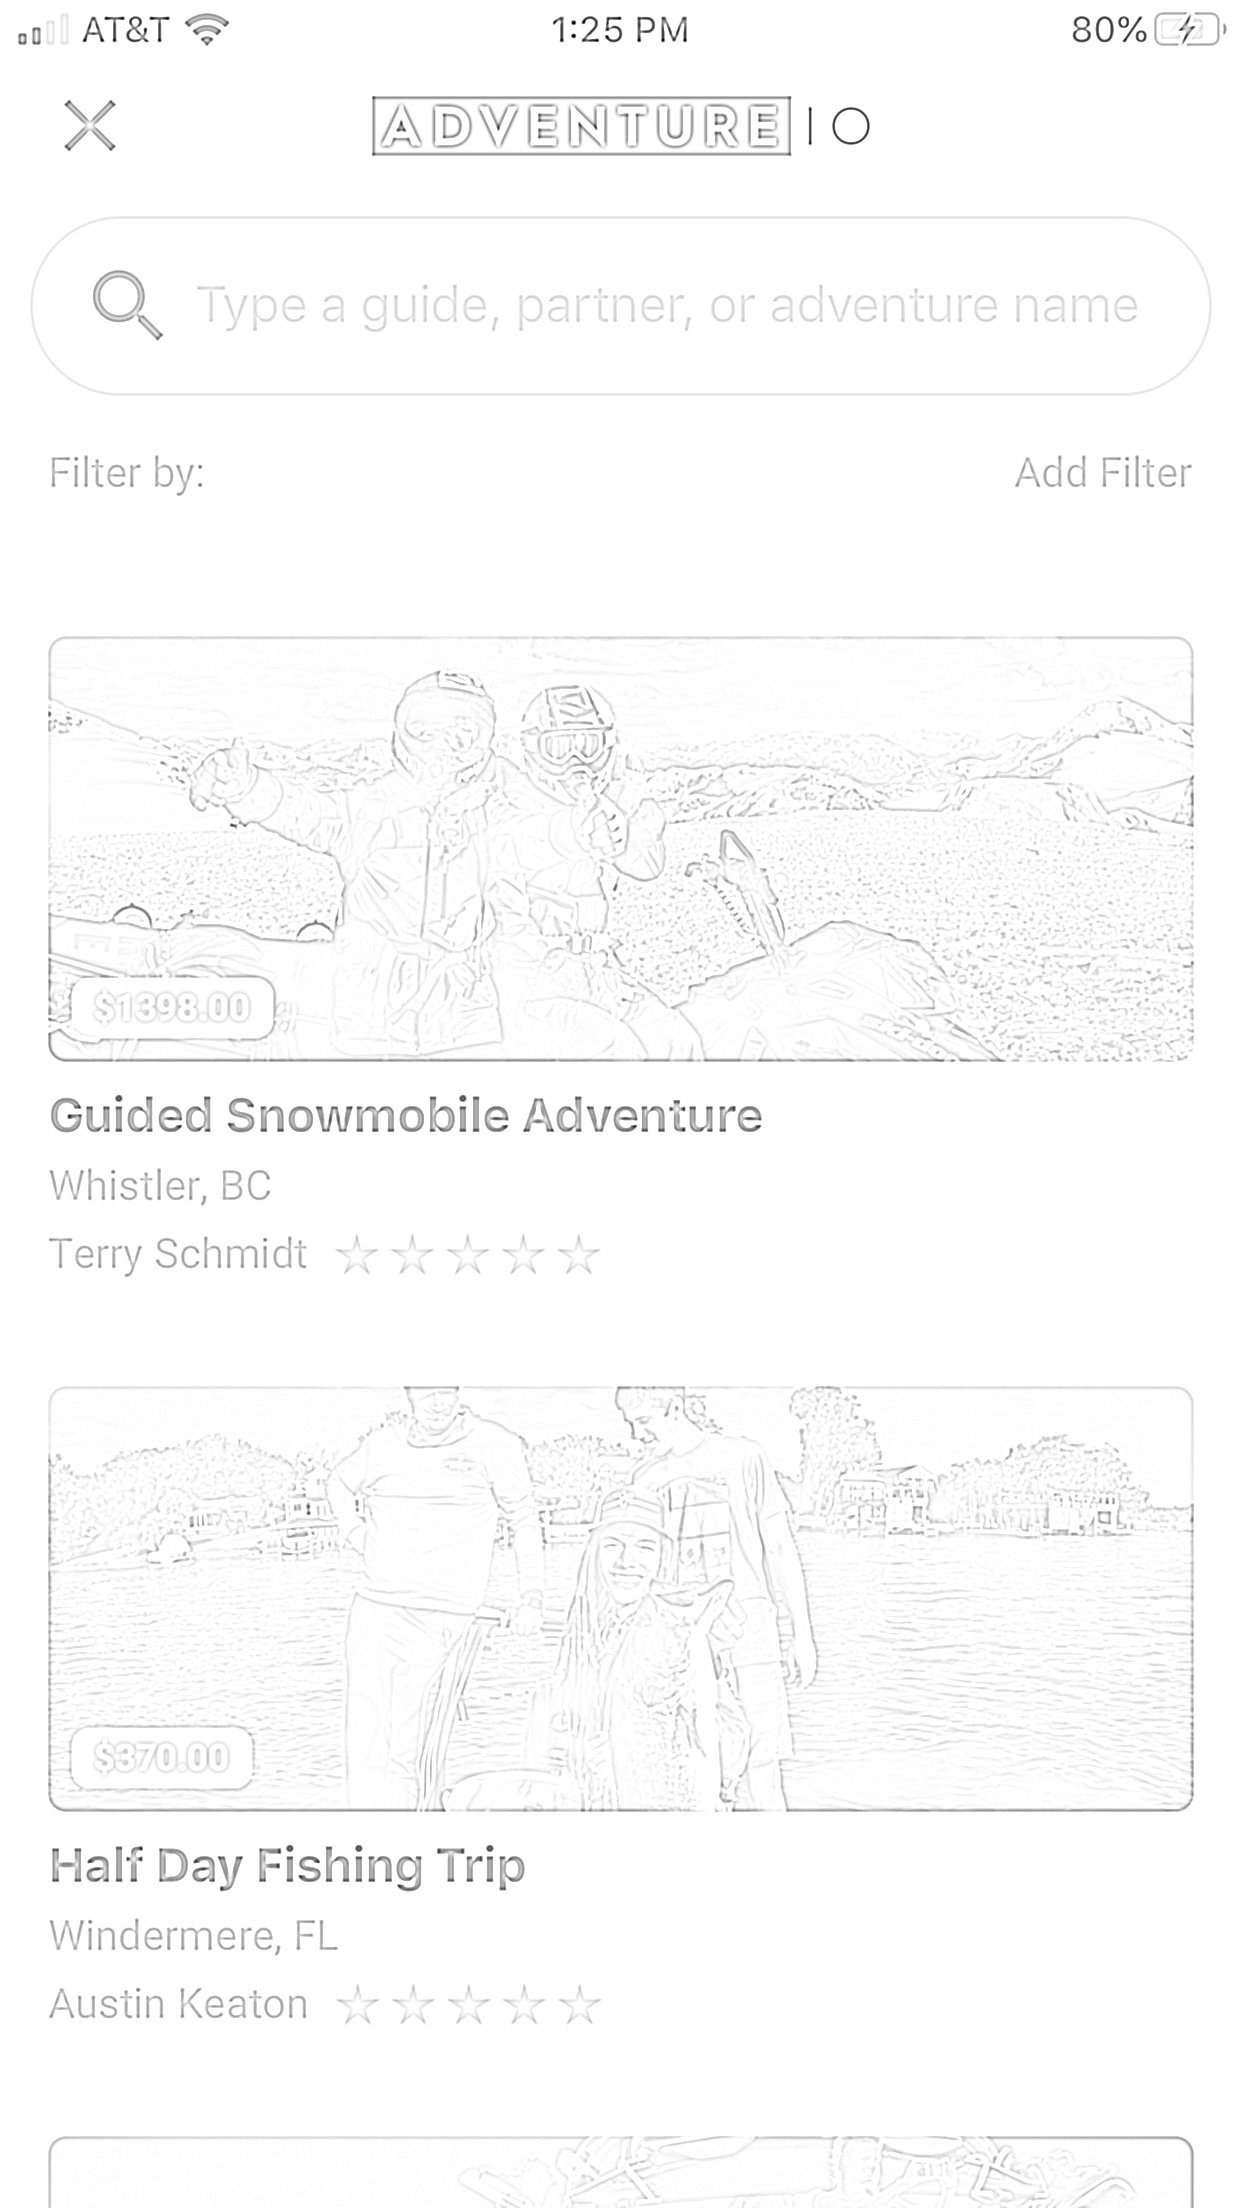 AT&T 1:25 PM 80%
ADVENTURE | O
Type a guide, partner, or adventure name
Filter by: Add Filter
$1398.00
Guided Snowmobile Adventure
Whistler, BC
Terry Schmidt
$370.00
Half Day Fishing Trip
Windermere, FL
Austin Keaton